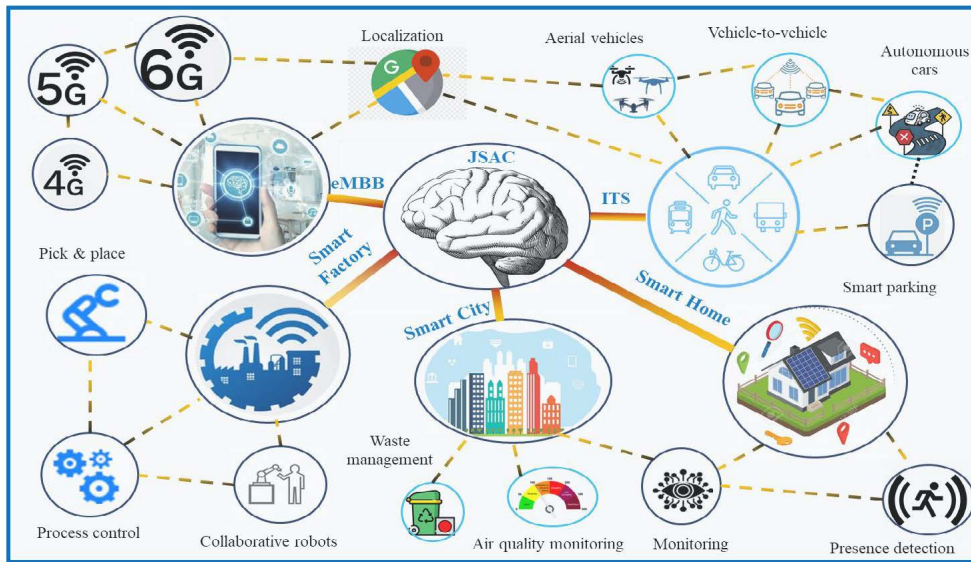 5G
6G
4G
Localization
G
Aerial vehicles
Vehicle-to-vehicle
Autonomous
cars
JSAC
eMBB
ITS
P
Smart parking
Pick & place
Smart
Factory
Smart City
Smart Home
Waste
management
Process control
Collaborative robots
Air quality monitoring
Monitoring
Presence detection